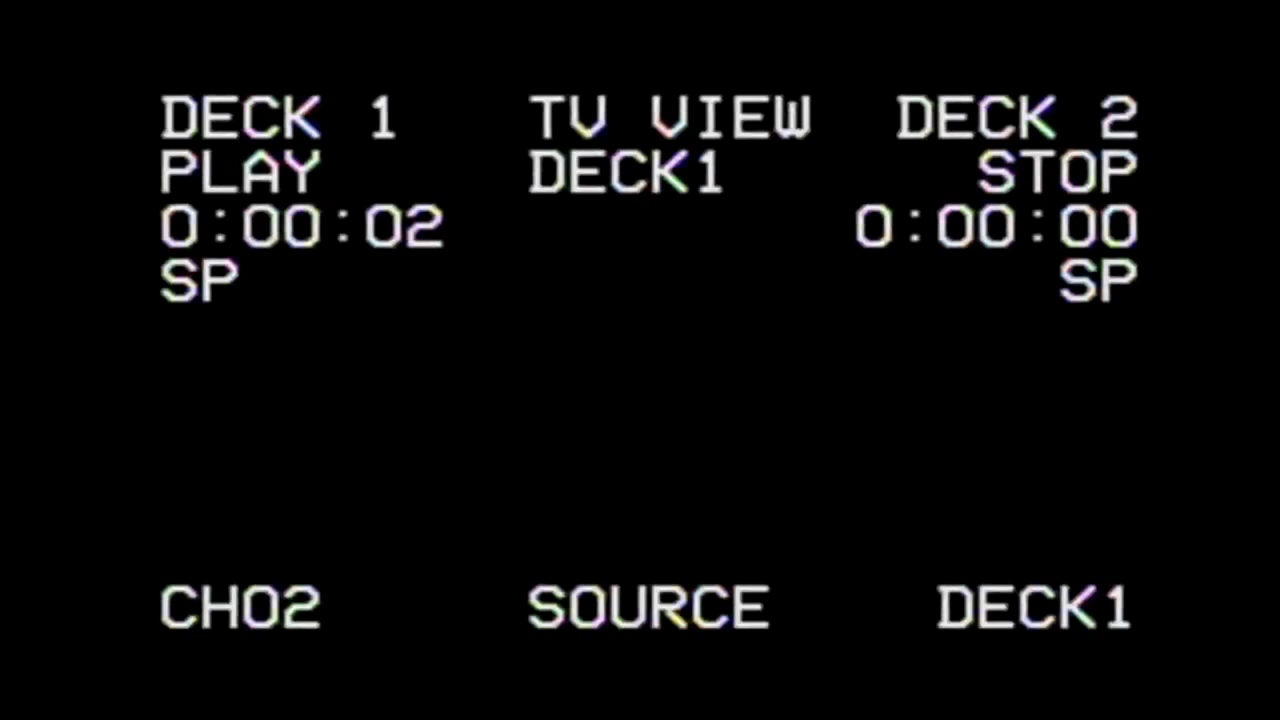 DECK 1 TV VIEW DECK 2
PLAY DECK1 STOP
0:00:02 0:00:00
SP SP
CH02 SOURCE DECK1